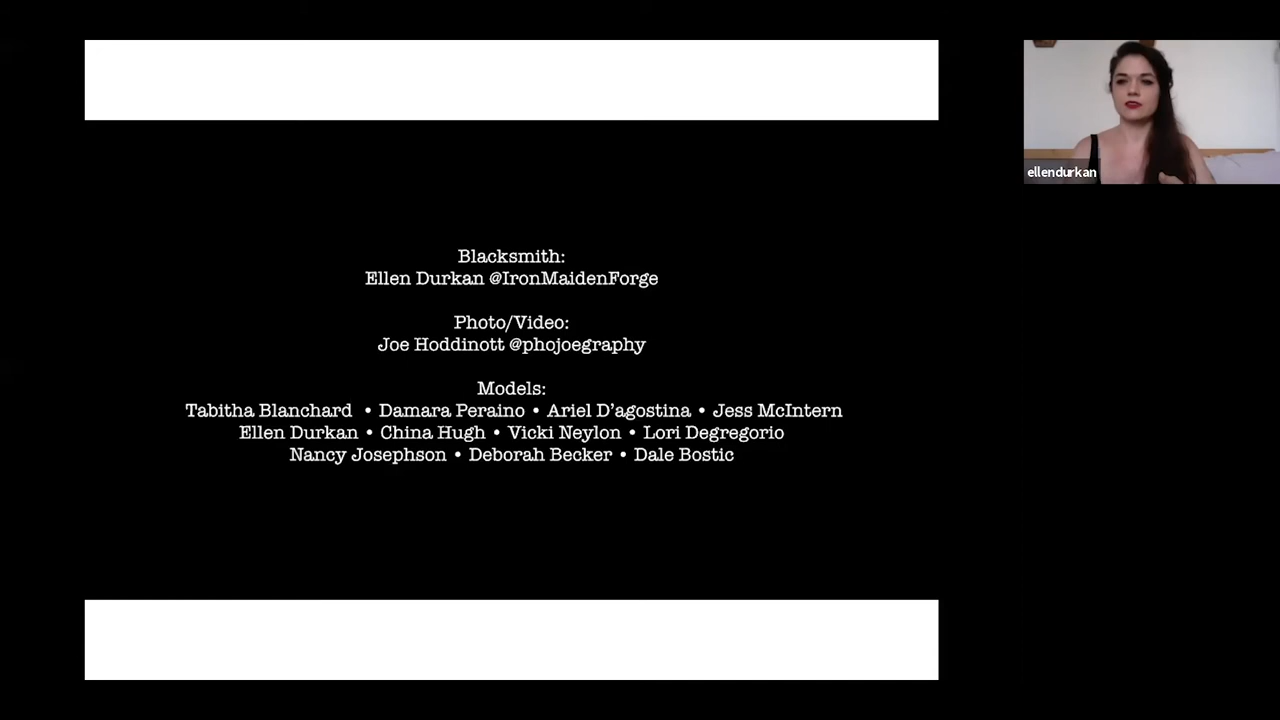 ellendurkan
Blacksmith:
Ellen Durkan @IronMaidenForge
Photo/Video:
Joe Hoddinott @phojoegraphy
Models:
Tabitha Blanchard • Damara Peraino • Ariel D'agostina • Jess McIntern
Ellen Durkan • China Hugh • Vicki Neylon • Lori Degregorio
Nancy Josephson • Deborah Becker • Dale Bostic